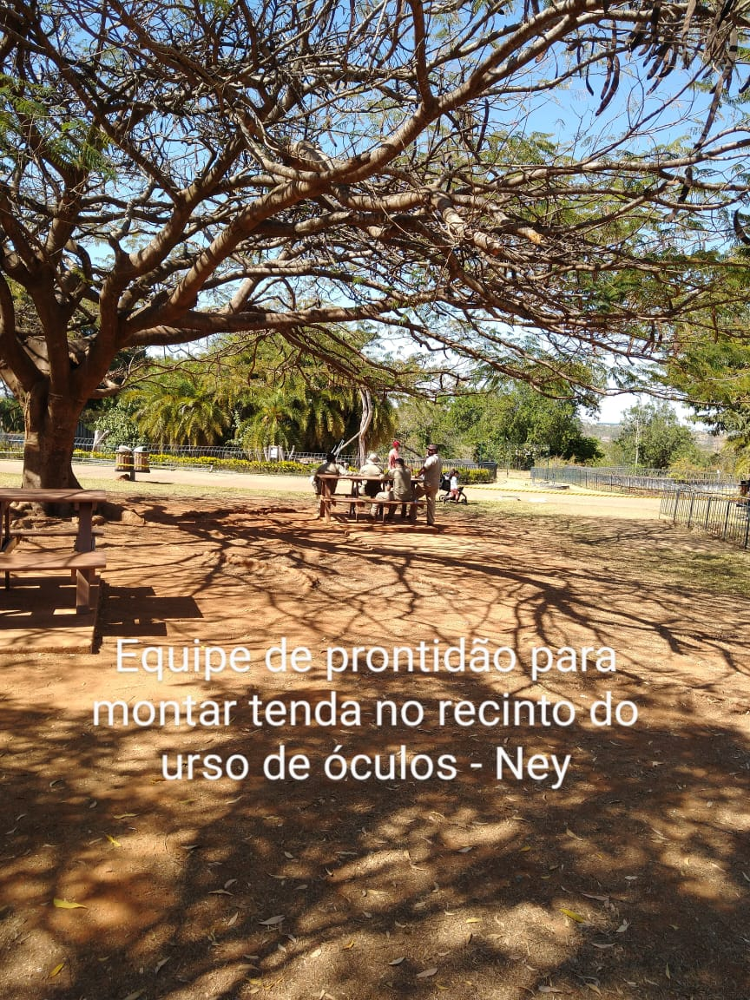 Equipe de prontidão para
montar tenda no recinto do
urso de óculos - Ney